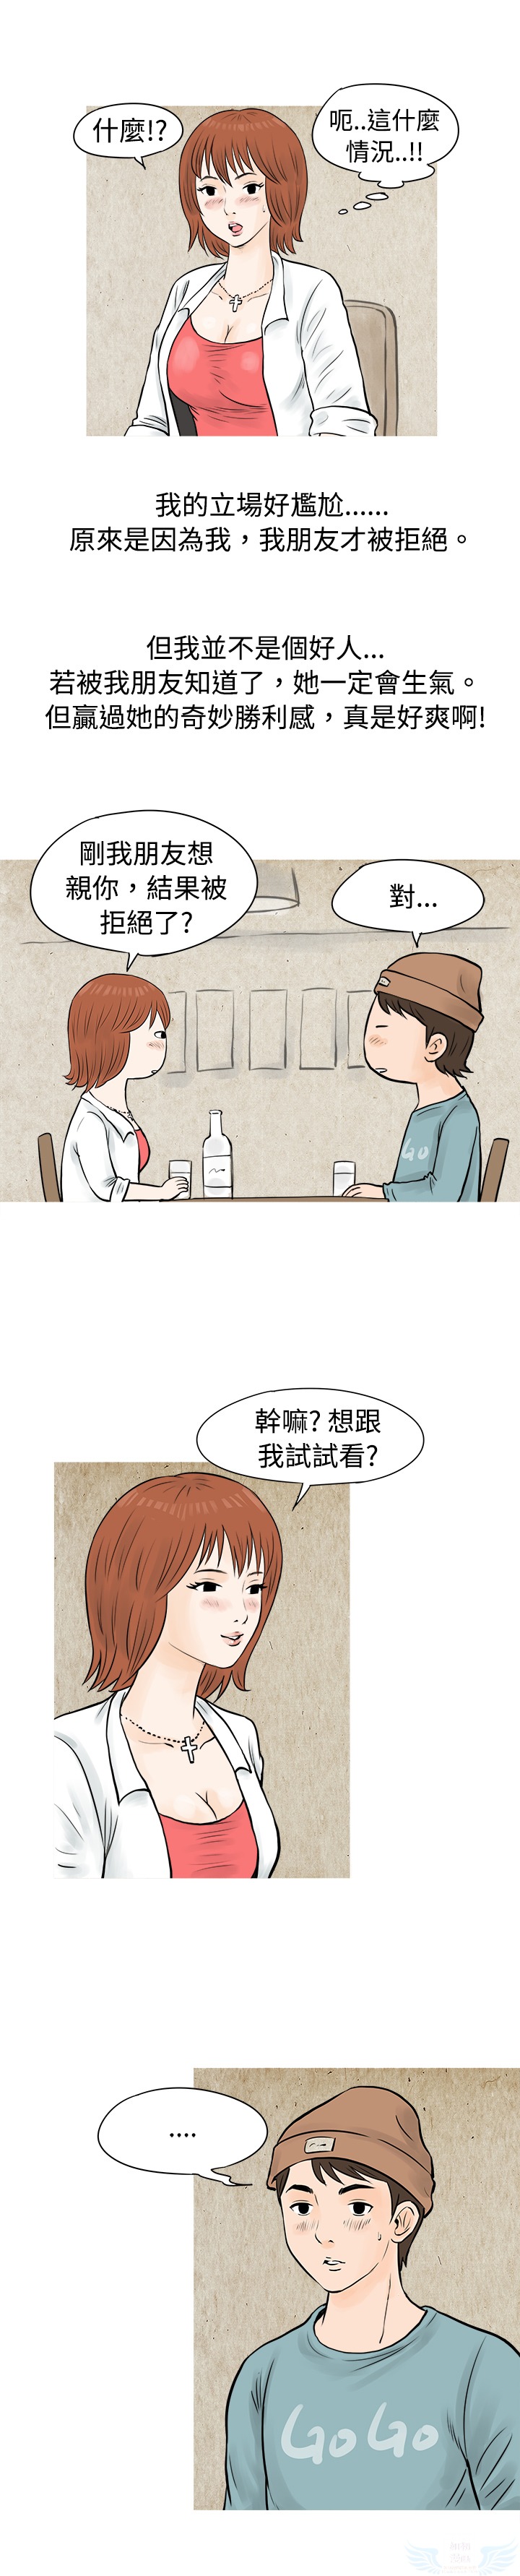 什麼!?
呃..這什麼
情況..!!
我的立場好尷尬......
原來是因為我，我朋友才被拒絕。
但我並不是個好人...
若被我朋友知道了，她一定會生氣。
但贏過她的奇妙勝利感，真是好爽啊!
剛我朋友想
親你，結果被
拒絕了?
對...
GO
幹嘛? 想跟
我試試看?
....
GoGo